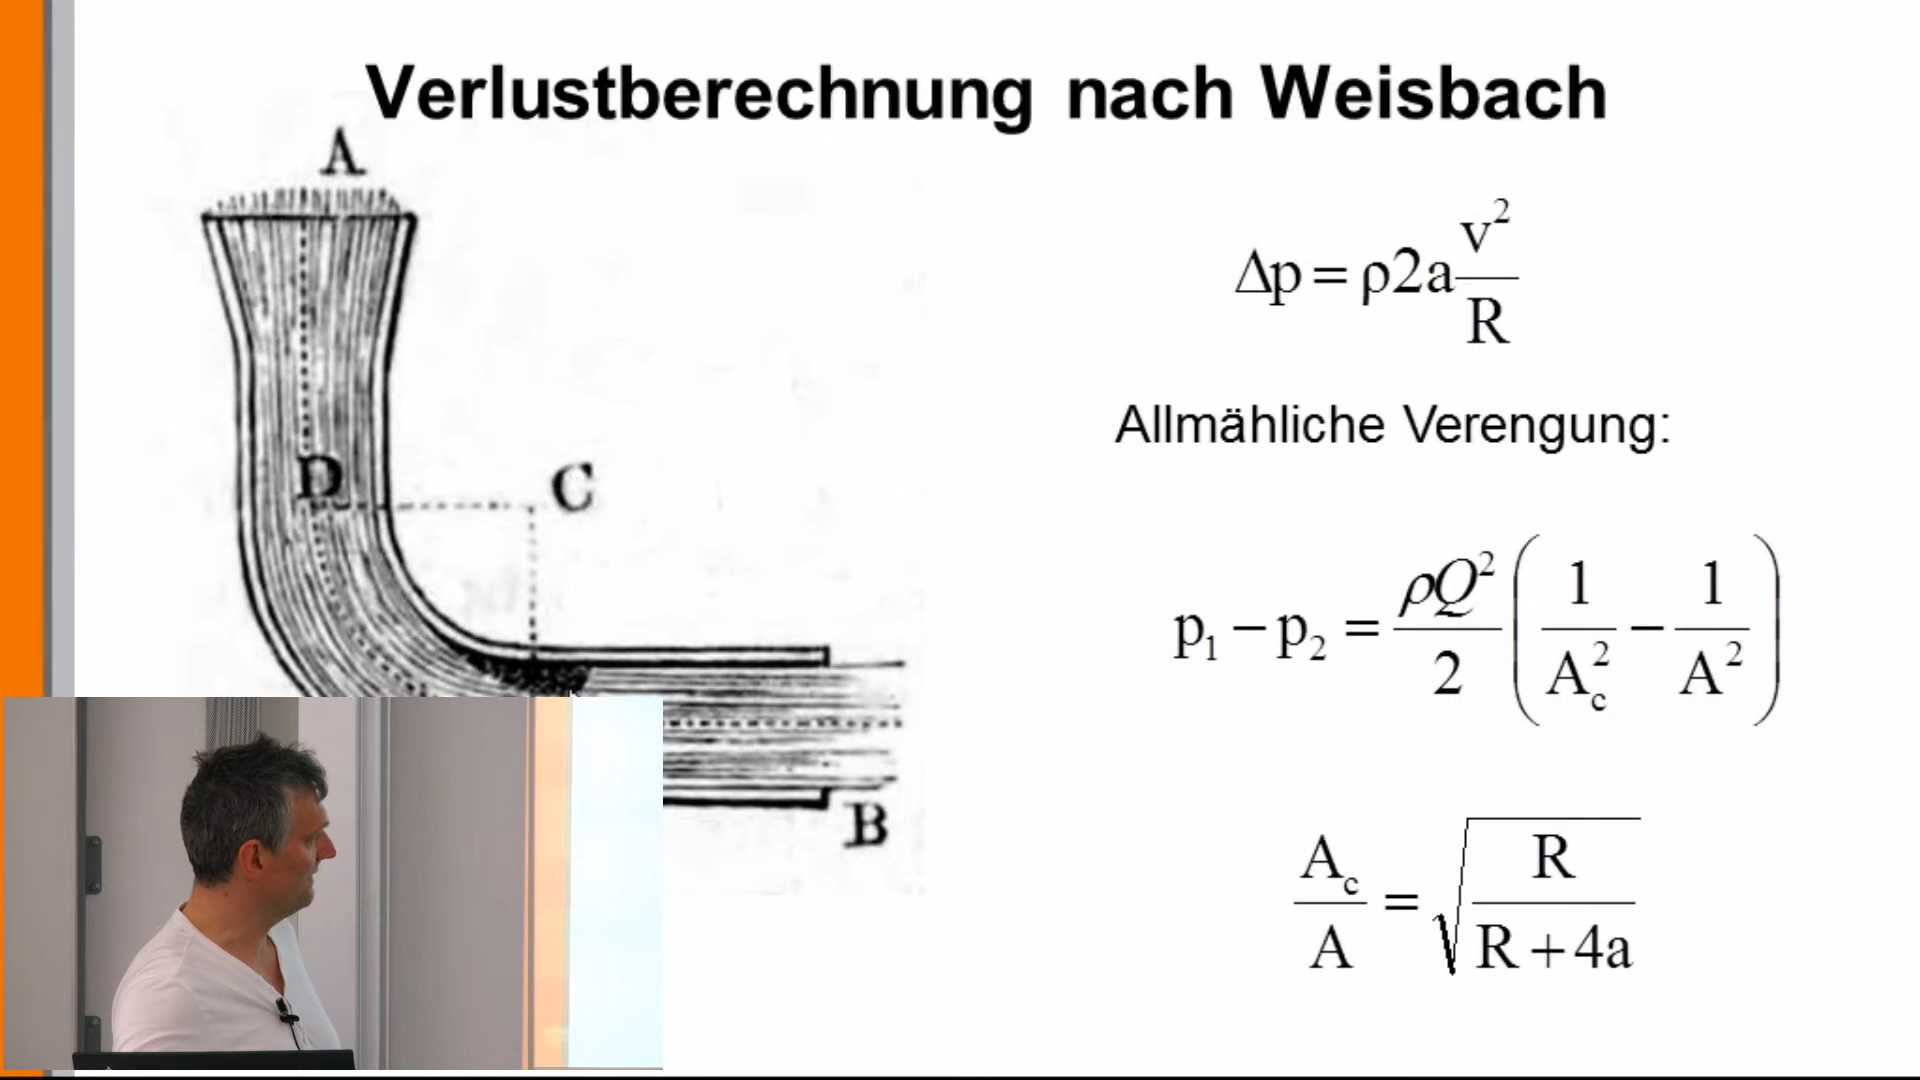 Verlustberechnung nach Weisbach
A
D
C
B
Δp = ρ2a v²/R
Allmähliche Verengung:
p₁ − p₂ = ρQ²/2 (1/A_c² − 1/A²)
A_c/A = √(R/(R + 4a))